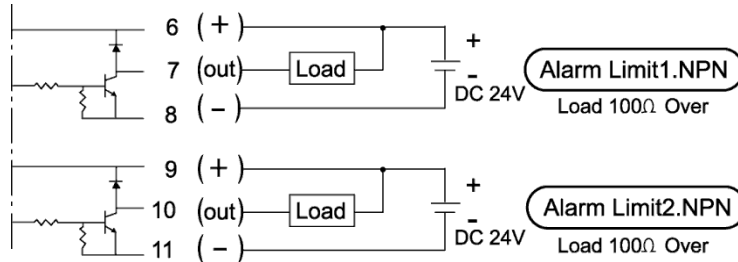 6 (+)
7 (out) Load
8 (−)
+
-
DC 24V
Alarm Limit1.NPN
Load 100Ω Over
9 (+)
10 (out) Load
11 (−)
+
-
DC 24V
Alarm Limit2.NPN
Load 100Ω Over